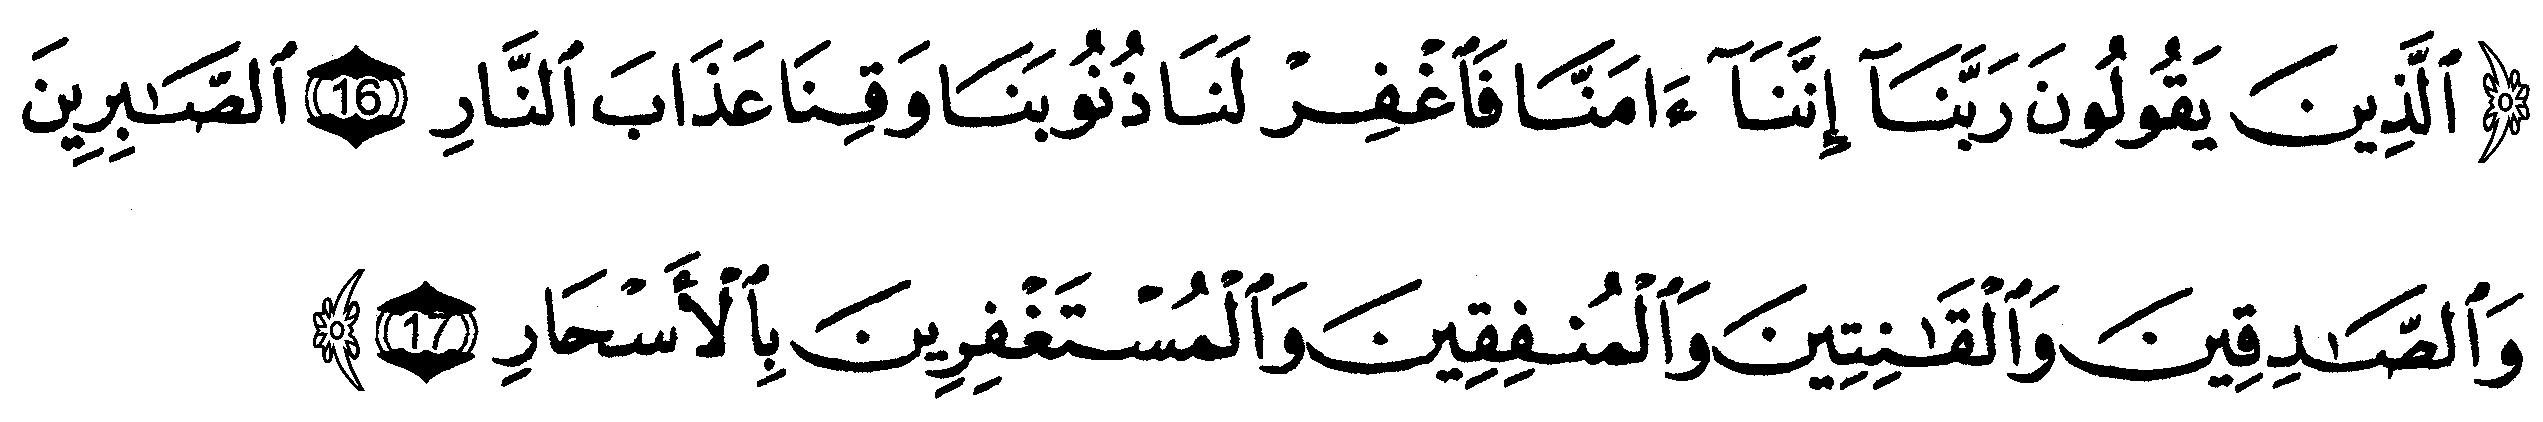 ﴿ ٱلَّذِينَ يَقُولُونَ رَبَّنَآ إِنَّنَآ ءَامَنَّا فَٱغْفِرْ لَنَا ذُنُوبَنَا وَقِنَا عَذَابَ ٱلنَّارِ 16 ٱلصَّٰبِرِينَ
وَٱلصَّٰدِقِينَ وَٱلْقَٰنِتِينَ وَٱلْمُنفِقِينَ وَٱلْمُسْتَغْفِرِينَ بِٱلْأَسْحَارِ 17 ﴾